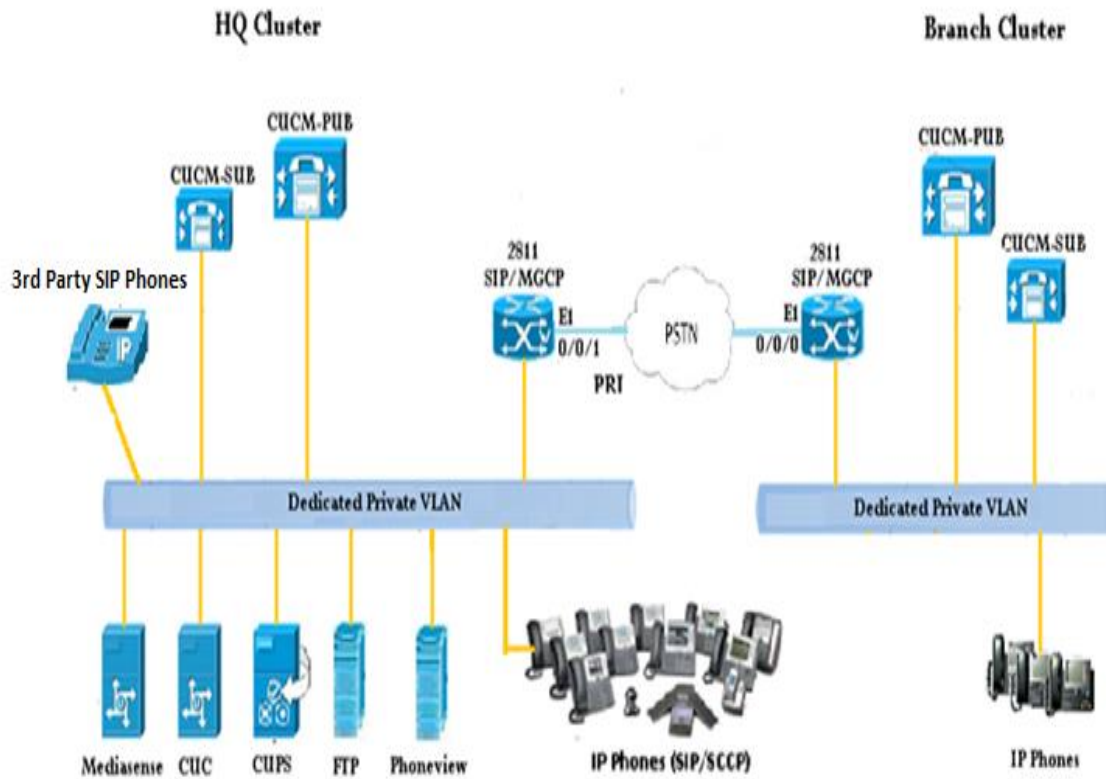 HQ Cluster
Branch Cluster
CUCM-PUB
CUCM-SUB
3rd Party SIP Phones
IP
2811
SIP/MGCP
E1
0/0/1
PRI
PSTN
2811
SIP/MGCP
E1
0/0/0
CUCM-PUB
CUCM-SUB
Dedicated Private VLAN
Dedicated Private VLAN
Mediasense
CUC
CUPS
FTP
Phoneview
IP Phones (SIP/SCCP)
IP Phones